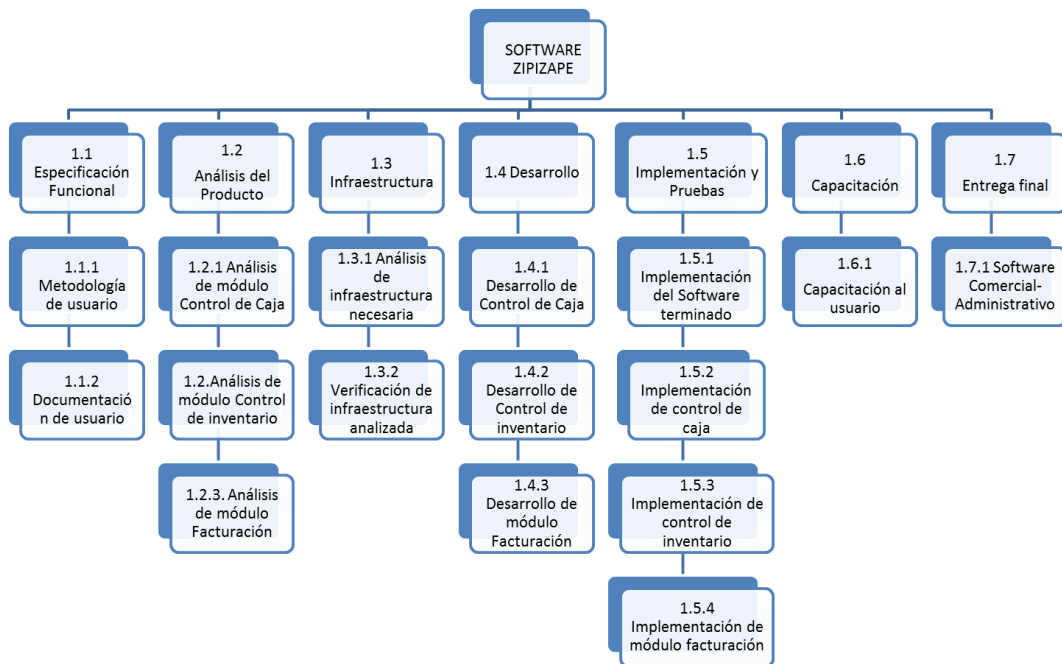 SOFTWARE
ZIPIZAPE
1.1
Especificación
Funcional
1.2
Análisis del
Producto
1.3
Infraestructura
1.4 Desarrollo
1.5
Implementación y
Pruebas
1.6
Capacitación
1.7
Entrega final
1.1.1
Metodología
de usuario
1.2.1 Análisis
de módulo
Control de Caja
1.3.1 Análisis
de
infraestructura
necesaria
1.4.1
Desarrollo de
Control de Caja
1.5.1
Implementación
del Software
terminado
1.6.1
Capacitación al
usuario
1.7.1 Software
Comercial-
Administrativo
1.1.2
Documentació
n de usuario
1.2.Análisis de
módulo Control
de inventario
1.3.2
Verificación de
infraestructura
analizada
1.4.2
Desarrollo de
Control de
inventario
1.5.2
Implementación
de control de
caja
1.2.3. Análisis
de módulo
Facturación
1.4.3
Desarrollo de
módulo
Facturación
1.5.3
Implementación de
control de
inventario
1.5.4
Implementación de
módulo facturación